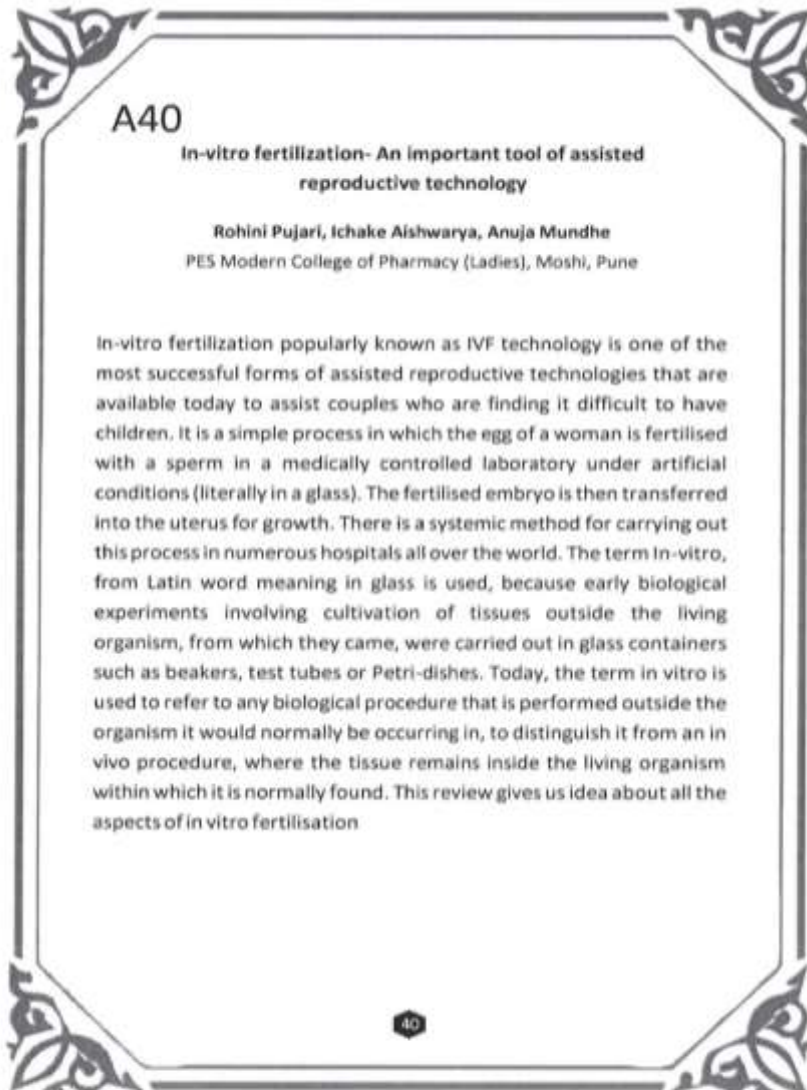 A40
In-vitro fertilization- An important tool of assisted
reproductive technology
Rohini Pujari, Ichake Aishwarya, Anuja Mundhe
PES Modern College of Pharmacy (Ladies), Moshi, Pune
In-vitro fertilization popularly known as IVF technology is one of the
most successful forms of assisted reproductive technologies that are
available today to assist couples who are finding it difficult to have
children. It is a simple process in which the egg of a woman is fertilised
with a sperm in a medically controlled laboratory under artificial
conditions (literally in a glass). The fertilised embryo is then transferred
into the uterus for growth. There is a systemic method for carrying out
this process in numerous hospitals all over the world. The term In-vitro,
from Latin word meaning in glass is used, because early biological
experiments involving cultivation of tissues outside the living
organism, from which they came, were carried out in glass containers
such as beakers, test tubes or Petri-dishes. Today, the term in vitro is
used to refer to any biological procedure that is performed outside the
organism it would normally be occurring in, to distinguish it from an in
vivo procedure, where the tissue remains inside the living organism
within which it is normally found. This review gives us idea about all the
aspects of in vitro fertilisation
40